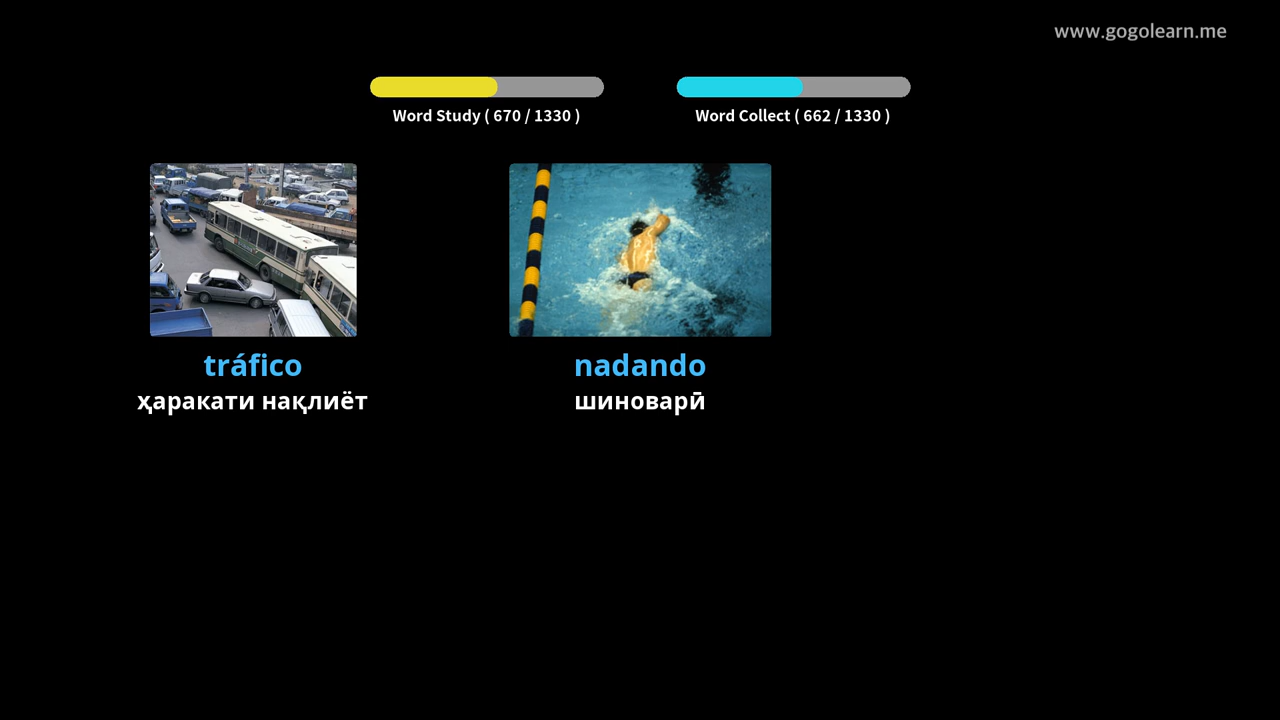 www.gogolearn.me
Word Study ( 670 / 1330 )
Word Collect ( 662 / 1330 )
tráfico
ҳаракати нақлиёт
nadando
шиноварӣ